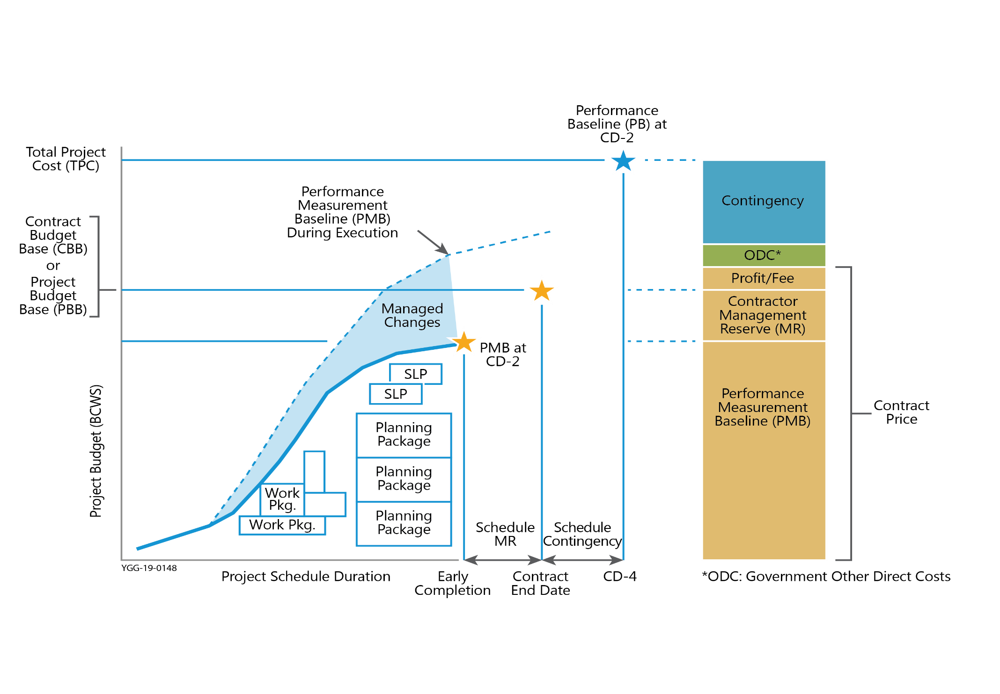 Performance
Baseline (PB) at
CD-2
Total Project
Cost (TPC)
Performance
Measurement
Baseline (PMB)
During Execution
Contract
Budget
Base (CBB)
or
Project
Budget
Base (PBB)
Managed
Changes
PMB at
CD-2
SLP
SLP
Planning
Package
Planning
Package
Planning
Package
Work
Pkg.
Work Pkg.
Project Budget (BCWS)
Schedule
MR
Schedule
Contingency
YGG-19-0148
Project Schedule Duration
Early
Completion
Contract
End Date
CD-4
Contingency
ODC*
Profit/Fee
Contractor
Management
Reserve (MR)
Performance
Measurement
Baseline (PMB)
Contract
Price
*ODC: Government Other Direct Costs